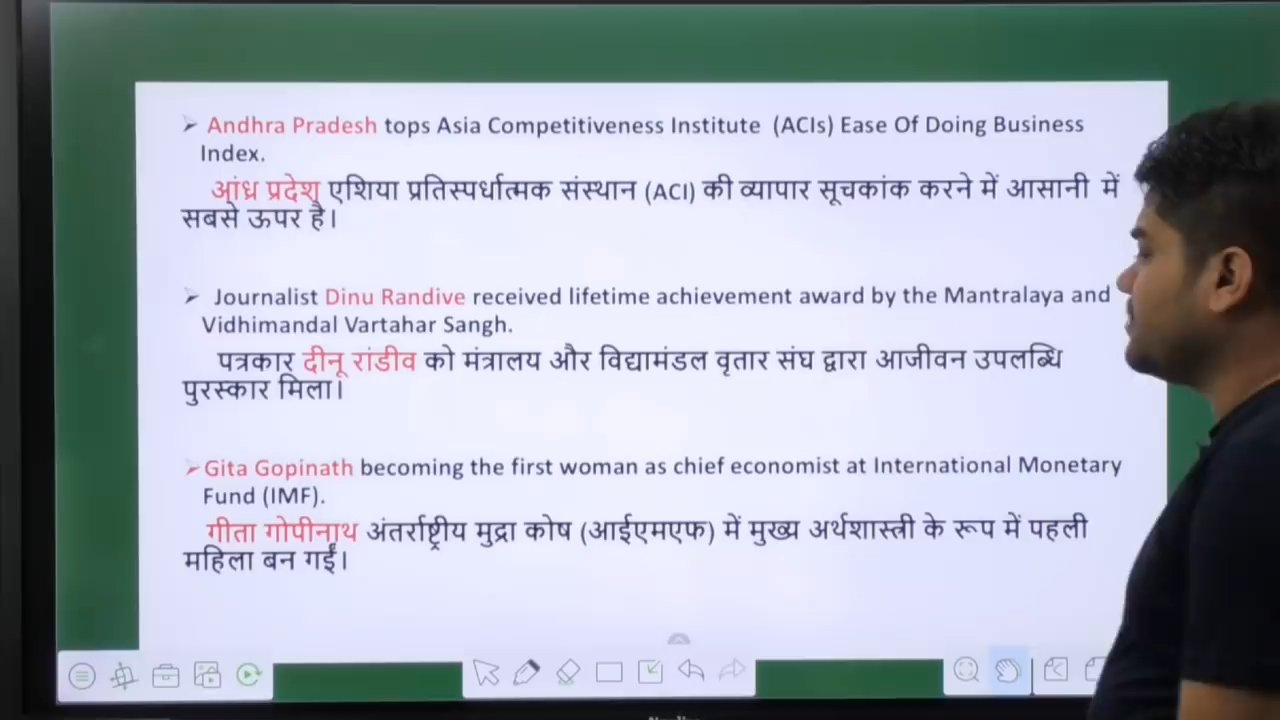 ➢ Andhra Pradesh tops Asia Competitiveness Institute (ACIs) Ease Of Doing Business
Index.
आंध्र प्रदेश एशिया प्रतिस्पर्धात्मक संस्थान (ACI) की व्यापार सूचकांक करने में आसानी में
सबसे ऊपर है।
➢ Journalist Dinu Randive received lifetime achievement award by the Mantralaya and
Vidhimandal Vartahar Sangh.
पत्रकार दीनू रांडीव को मंत्रालय और विद्यामंडल वृतार संघ द्वारा आजीवन उपलब्धि
पुरस्कार मिला।
➢ Gita Gopinath becoming the first woman as chief economist at International Monetary
Fund (IMF).
गीता गोपीनाथ अंतर्राष्ट्रीय मुद्रा कोष (आईएमएफ) में मुख्य अर्थशास्त्री के रूप में पहली
महिला बन गईं।